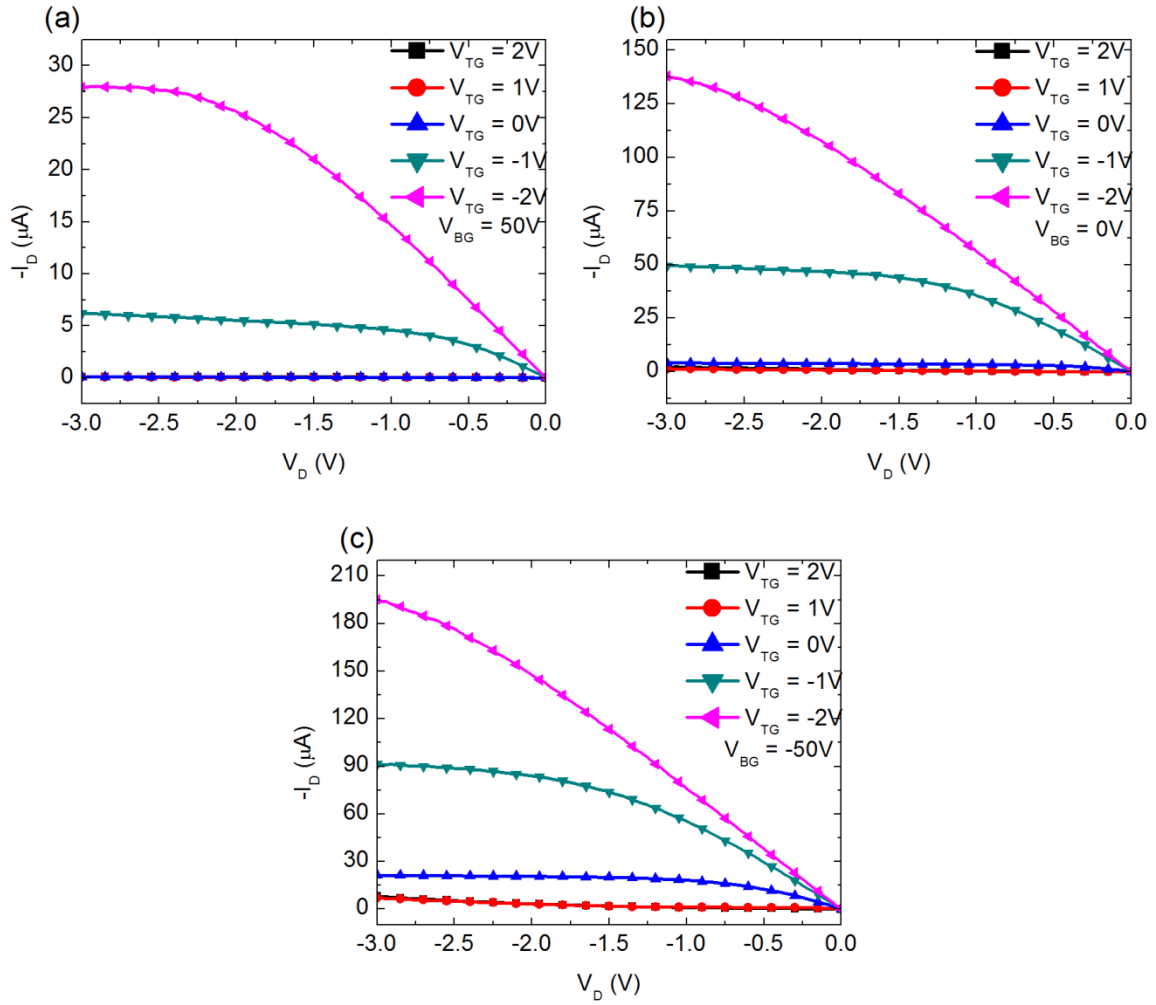 (a)
V_TG = 2V
V_TG = 1V
V_TG = 0V
V_TG = -1V
V_TG = -2V
V_BG = 50V
30
25
20
15
10
5
0
-I_D (μA)
-3.0 -2.5 -2.0 -1.5 -1.0 -0.5 0.0
V_D (V)
(b)
V_TG = 2V
V_TG = 1V
V_TG = 0V
V_TG = -1V
V_TG = -2V
V_BG = 0V
150
125
100
75
50
25
0
-I_D (μA)
-3.0 -2.5 -2.0 -1.5 -1.0 -0.5 0.0
V_D (V)
(c)
V_TG = 2V
V_TG = 1V
V_TG = 0V
V_TG = -1V
V_TG = -2V
V_BG = -50V
210
180
150
120
90
60
30
0
-I_D (μA)
-3.0 -2.5 -2.0 -1.5 -1.0 -0.5 0.0
V_D (V)